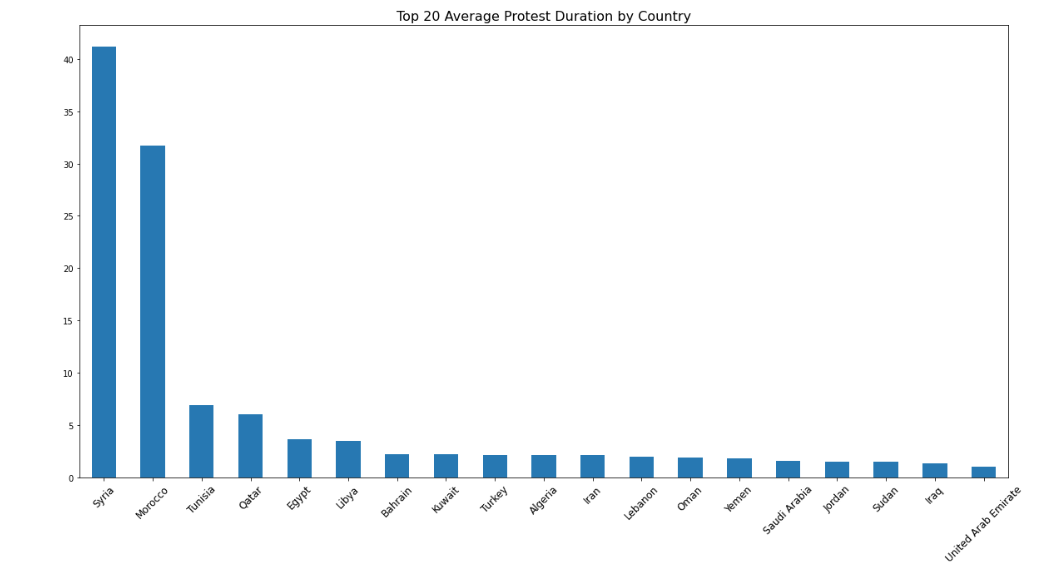 Top 20 Average Protest Duration by Country
40
35
30
25
20
15
10
5
0
Syria
Morocco
Tunisia
Qatar
Egypt
Libya
Bahrain
Kuwait
Turkey
Algeria
Iran
Lebanon
Oman
Yemen
Saudi Arabia
Jordan
Sudan
Iraq
United Arab Emirate